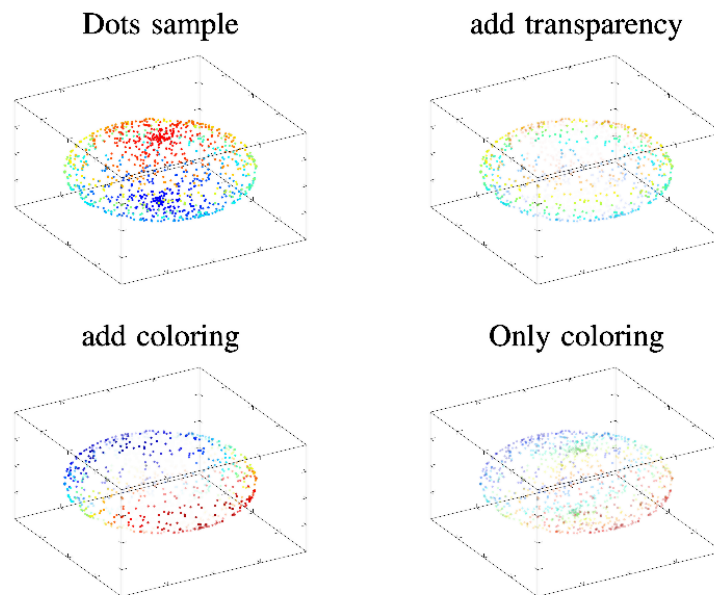 Dots sample
add transparency
add coloring
Only coloring